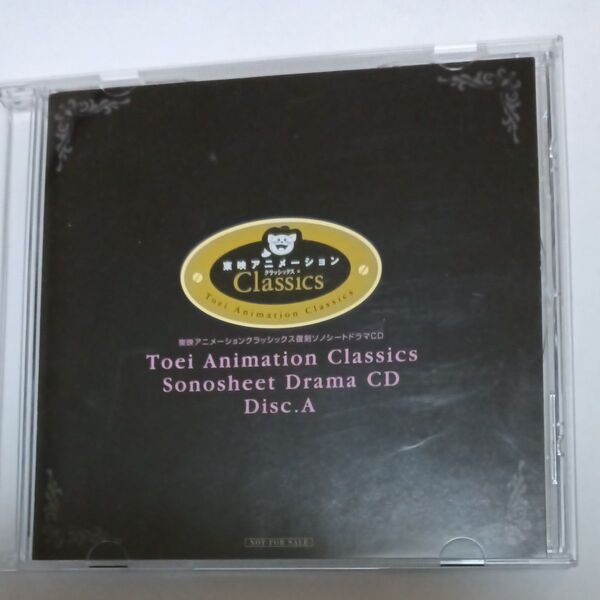 東映アニメーション
クラッシックス
Classics
Toei Animation Classics
東映アニメーションクラッシックス復刻ソノシートドラマCD
Toei Animation Classics
Sonosheet Drama CD
Disc.A
NOT FOR SALE